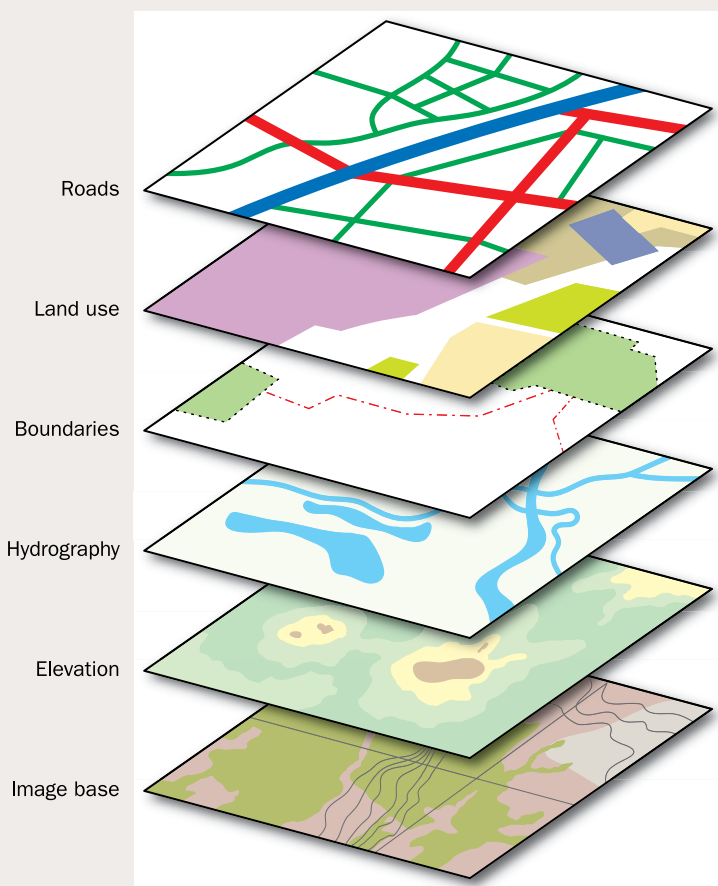 Roads
Land use
Boundaries
Hydrography
Elevation
Image base